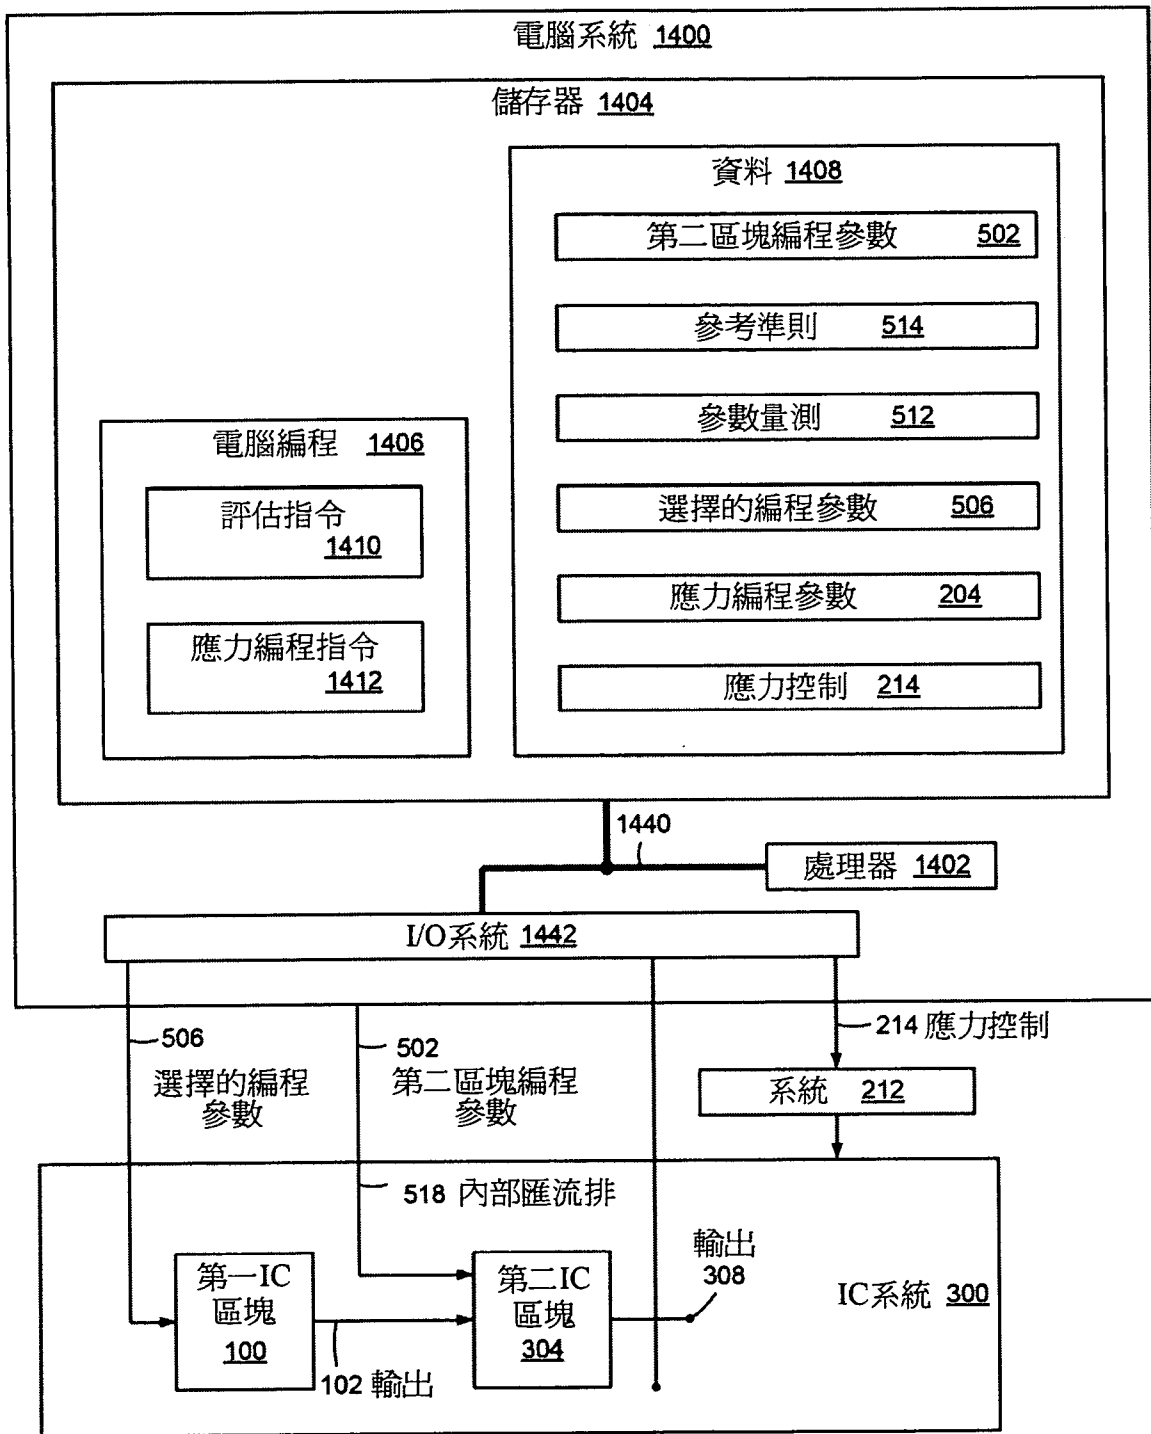 電腦系統 1400
儲存器 1404
資料 1408
第二區塊編程參數 502
參考準則 514
參數量測 512
選擇的編程參數 506
應力編程參數 204
應力控制 214
電腦編程 1406
評估指令
1410
應力編程指令
1412
1440
處理器 1402
I/O系統 1442
506
選擇的編程
參數
502
第二區塊編程
參數
214 應力控制
系統 212
518 內部匯流排
第一IC
區塊
100
102 輸出
第二IC
區塊
304
輸出
308
IC系統 300